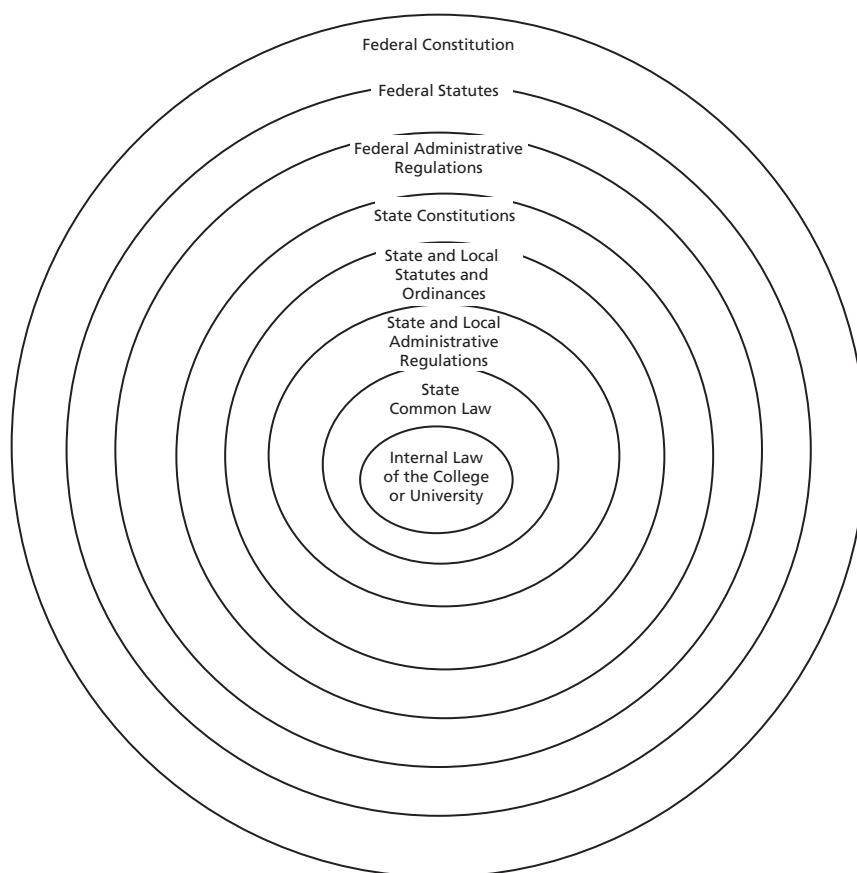 Federal Constitution
Federal Statutes
Federal Administrative
Regulations
State Constitutions
State and Local
Statutes and
Ordinances
State and Local
Administrative
Regulations
State
Common Law
Internal Law
of the College
or University